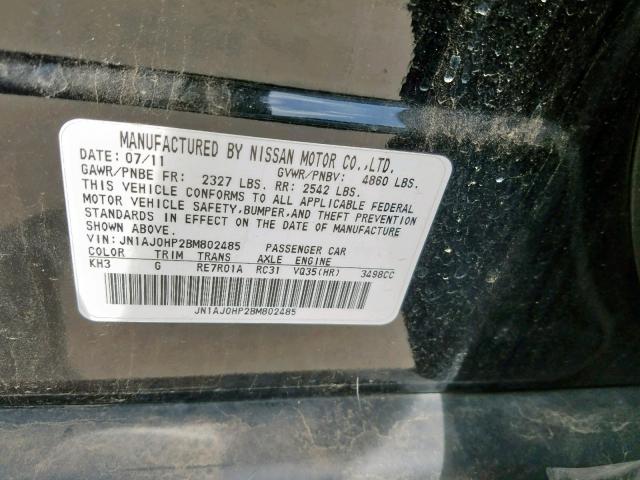 MANUFACTURED BY NISSAN MOTOR CO.,LTD.
DATE: 07/11 GVWR/PNBV: 4860 LBS.
GAWR/PNBE FR: 2327 LBS. RR: 2542 LBS.
THIS VEHICLE CONFORMS TO ALL APPLICABLE FEDERAL
MOTOR VEHICLE SAFETY,BUMPER,AND THEFT PREVENTION
STANDARDS IN EFFECT ON THE DATE OF MANUFACTURE
SHOWN ABOVE.
VIN: JN1AJ0HP2BM802485 PASSENGER CAR
COLOR TRIM TRANS AXLE ENGINE
KH3 G RE7R01A RC31 VQ35(HR) 3498CC
JN1AJ0HP2BM802485